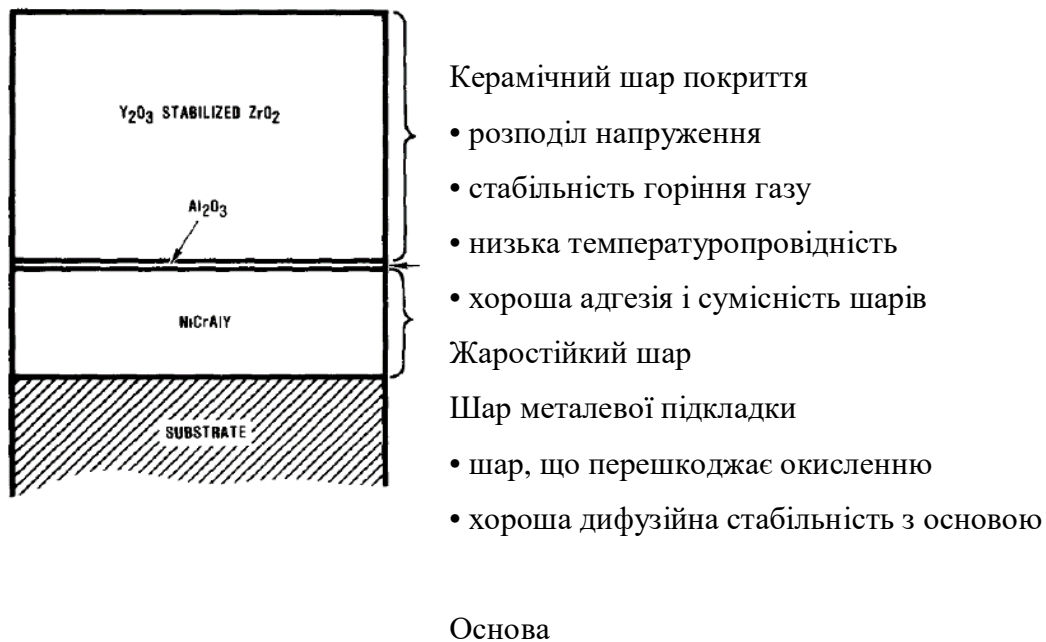 Y₂O₃ STABILIZED ZrO₂
Al₂O₃
NiCrAlY
SUBSTRATE
Керамічний шар покриття
• розподіл напруження
• стабільність горіння газу
• низька температуропровідність
• хороша адгезія і сумісність шарів
Жаростійкий шар
Шар металевої підкладки
• шар, що перешкоджає окисленню
• хороша дифузійна стабільність з основою
Основа